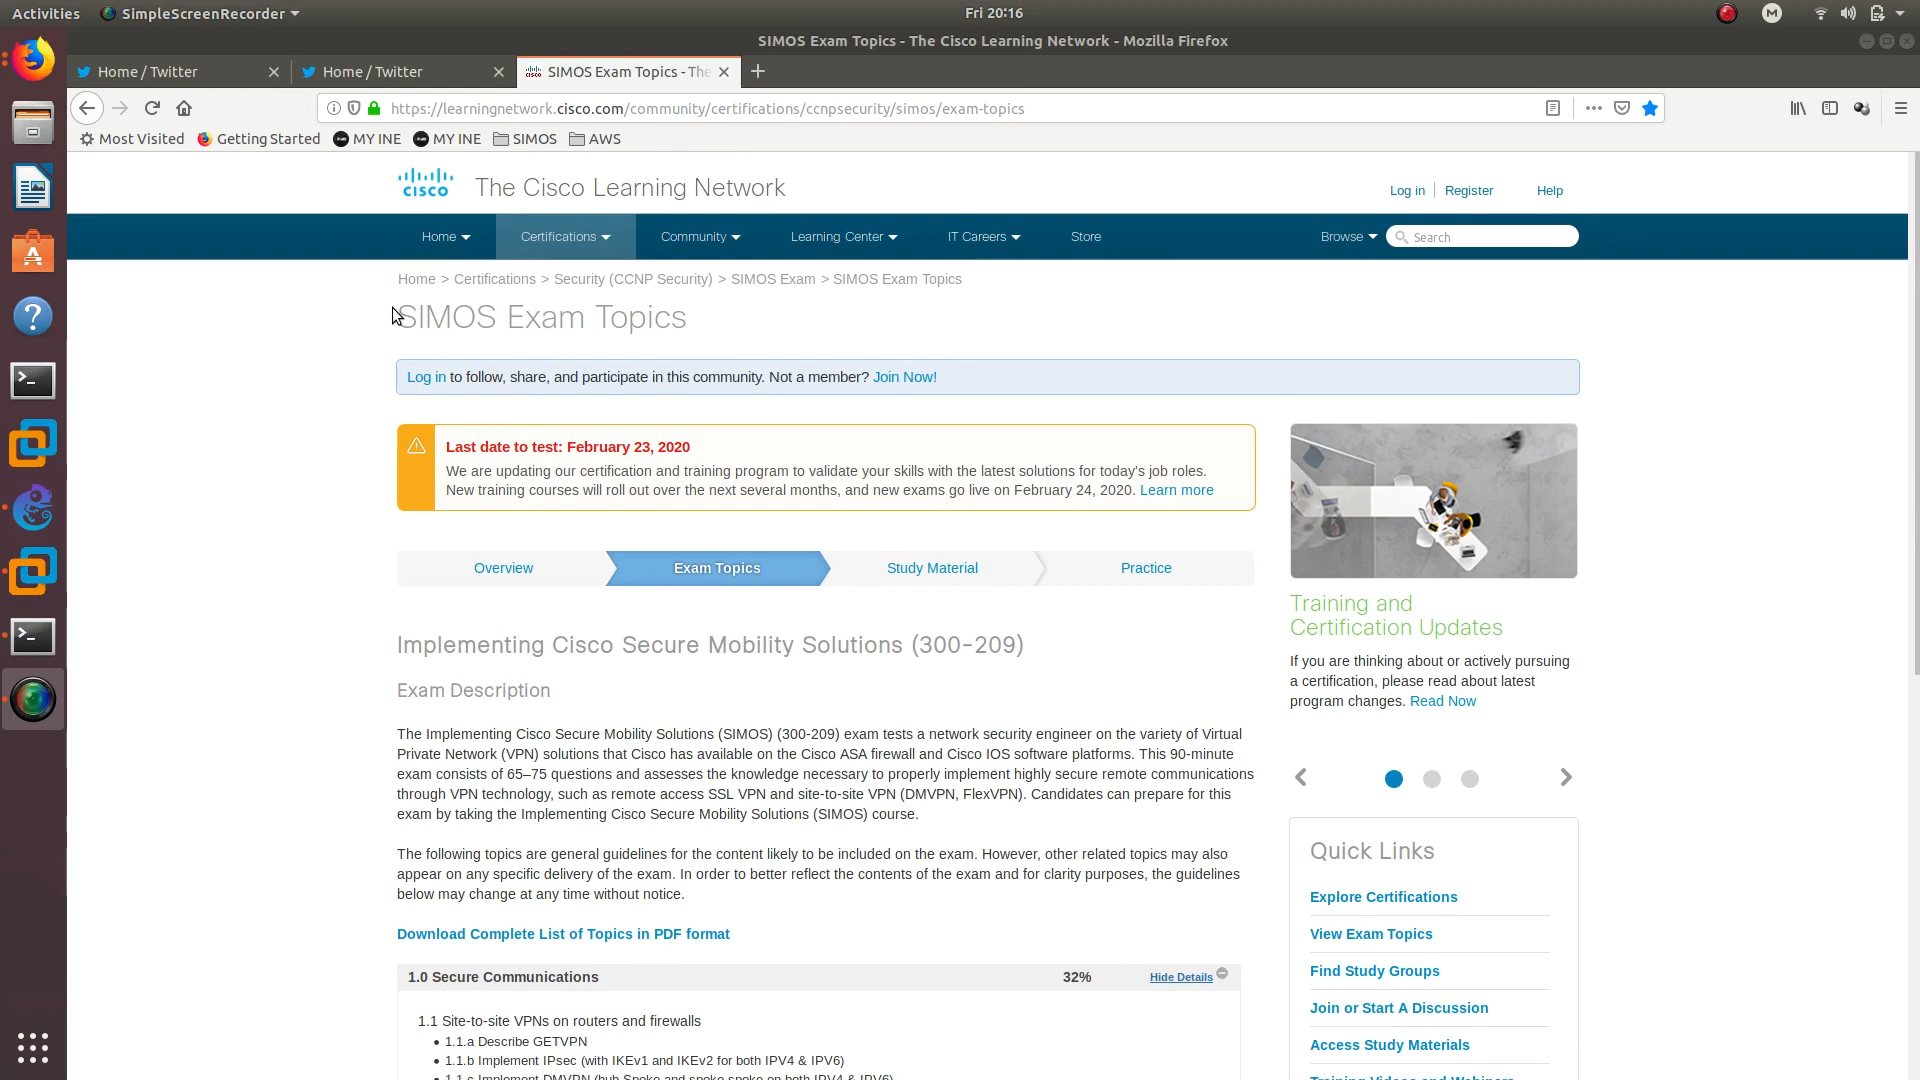 Activities
SimpleScreenRecorder
Fri 20:16
SIMOS Exam Topics - The Cisco Learning Network - Mozilla Firefox
Home / Twitter
Home / Twitter
SIMOS Exam Topics - The
https://learningnetwork.cisco.com/community/certifications/ccnpsecurity/simos/exam-topics
Most Visited
Getting Started
MY INE
MY INE
SIMOS
AWS
CISCO
The Cisco Learning Network
Log in
Register
Help
Home
Certifications
Community
Learning Center
IT Careers
Store
Browse
Search
Home > Certifications > Security (CCNP Security) > SIMOS Exam > SIMOS Exam Topics
SIMOS Exam Topics
Log in to follow, share, and participate in this community. Not a member? Join Now!
Last date to test: February 23, 2020
We are updating our certification and training program to validate your skills with the latest solutions for today's job roles.
New training courses will roll out over the next several months, and new exams go live on February 24, 2020. Learn more
Overview
Exam Topics
Study Material
Practice
Implementing Cisco Secure Mobility Solutions (300-209)
Exam Description
The Implementing Cisco Secure Mobility Solutions (SIMOS) (300-209) exam tests a network security engineer on the variety of Virtual
Private Network (VPN) solutions that Cisco has available on the Cisco ASA firewall and Cisco IOS software platforms. This 90-minute
exam consists of 65–75 questions and assesses the knowledge necessary to properly implement highly secure remote communications
through VPN technology, such as remote access SSL VPN and site-to-site VPN (DMVPN, FlexVPN). Candidates can prepare for this
exam by taking the Implementing Cisco Secure Mobility Solutions (SIMOS) course.
The following topics are general guidelines for the content likely to be included on the exam. However, other related topics may also
appear on any specific delivery of the exam. In order to better reflect the contents of the exam and for clarity purposes, the guidelines
below may change at any time without notice.
Download Complete List of Topics in PDF format
1.0 Secure Communications
32%
Hide Details
1.1 Site-to-site VPNs on routers and firewalls
• 1.1.a Describe GETVPN
• 1.1.b Implement IPsec (with IKEv1 and IKEv2 for both IPV4 & IPV6)
• 1.1.c Implement DMVPN (hub Spoke and spoke spoke on both IPV4 & IPV6)
Training and
Certification Updates
If you are thinking about or actively pursuing
a certification, please read about latest
program changes. Read Now
Quick Links
Explore Certifications
View Exam Topics
Find Study Groups
Join or Start A Discussion
Access Study Materials
Training Videos and Webinars